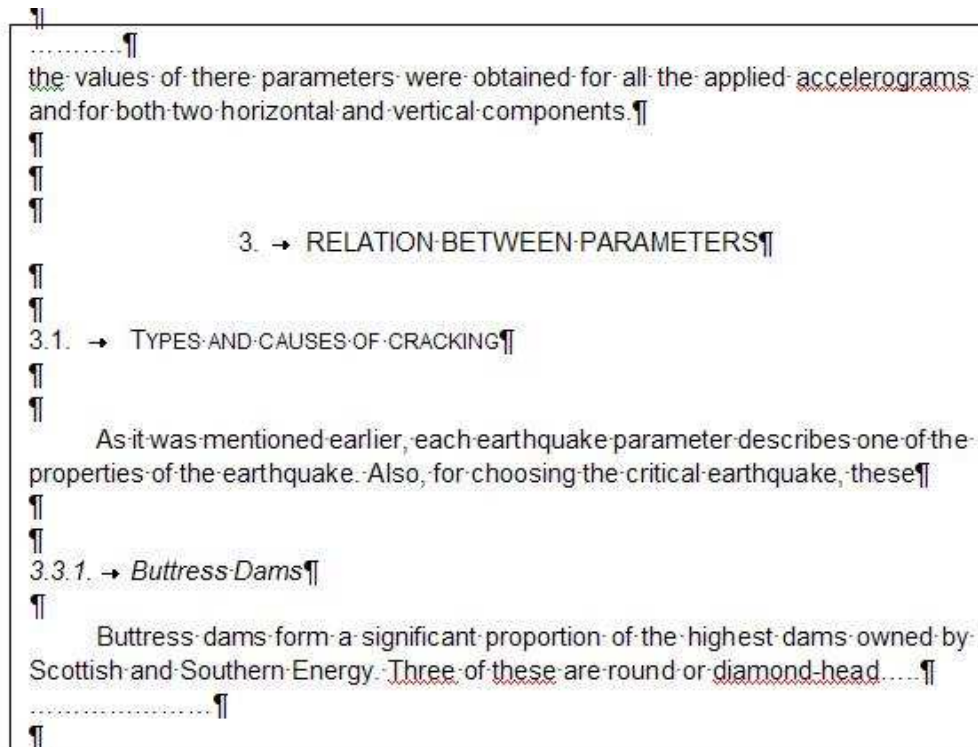 ¶
………..¶
the values of there parameters were obtained for all the applied accelerograms
and for both two horizontal and vertical components.¶
¶
¶
¶
3. → RELATION BETWEEN PARAMETERS¶
¶
¶
3.1. → TYPES AND CAUSES OF CRACKING¶
¶
¶
As it was mentioned earlier, each earthquake parameter describes one of the
properties of the earthquake. Also, for choosing the critical earthquake, these¶
¶
¶
3.3.1. → Buttress Dams¶
¶
Buttress dams form a significant proportion of the highest dams owned by
Scottish and Southern Energy. Three of these are round or diamond-head…..¶
…………………¶
¶